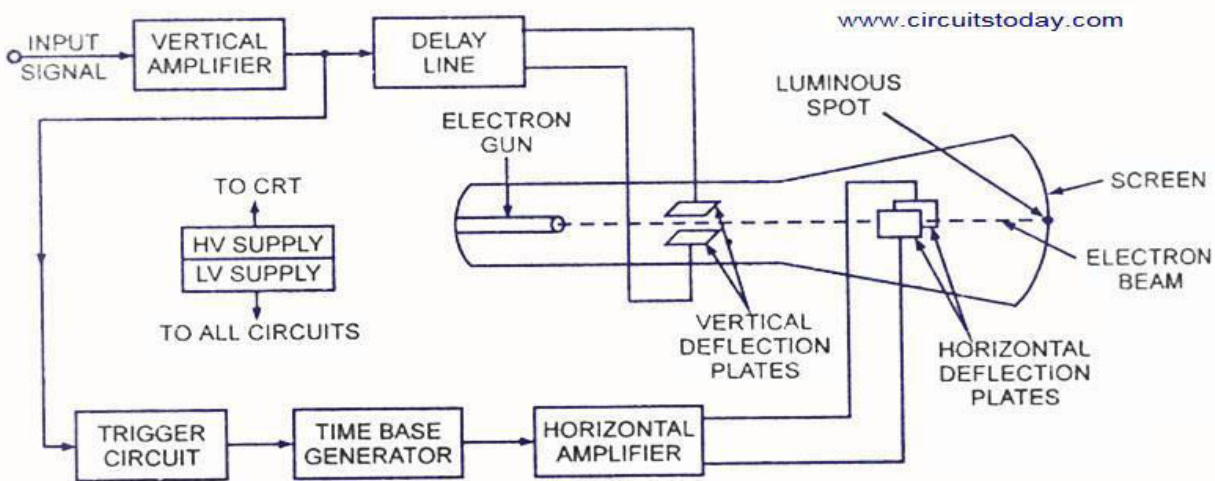 www.circuitstoday.com
INPUT
SIGNAL
VERTICAL
AMPLIFIER
DELAY
LINE
LUMINOUS
SPOT
ELECTRON
GUN
SCREEN
TO CRT
HV SUPPLY
LV SUPPLY
TO ALL CIRCUITS
ELECTRON
BEAM
VERTICAL
DEFLECTION
PLATES
HORIZONTAL
DEFLECTION
PLATES
TRIGGER
CIRCUIT
TIME BASE
GENERATOR
HORIZONTAL
AMPLIFIER